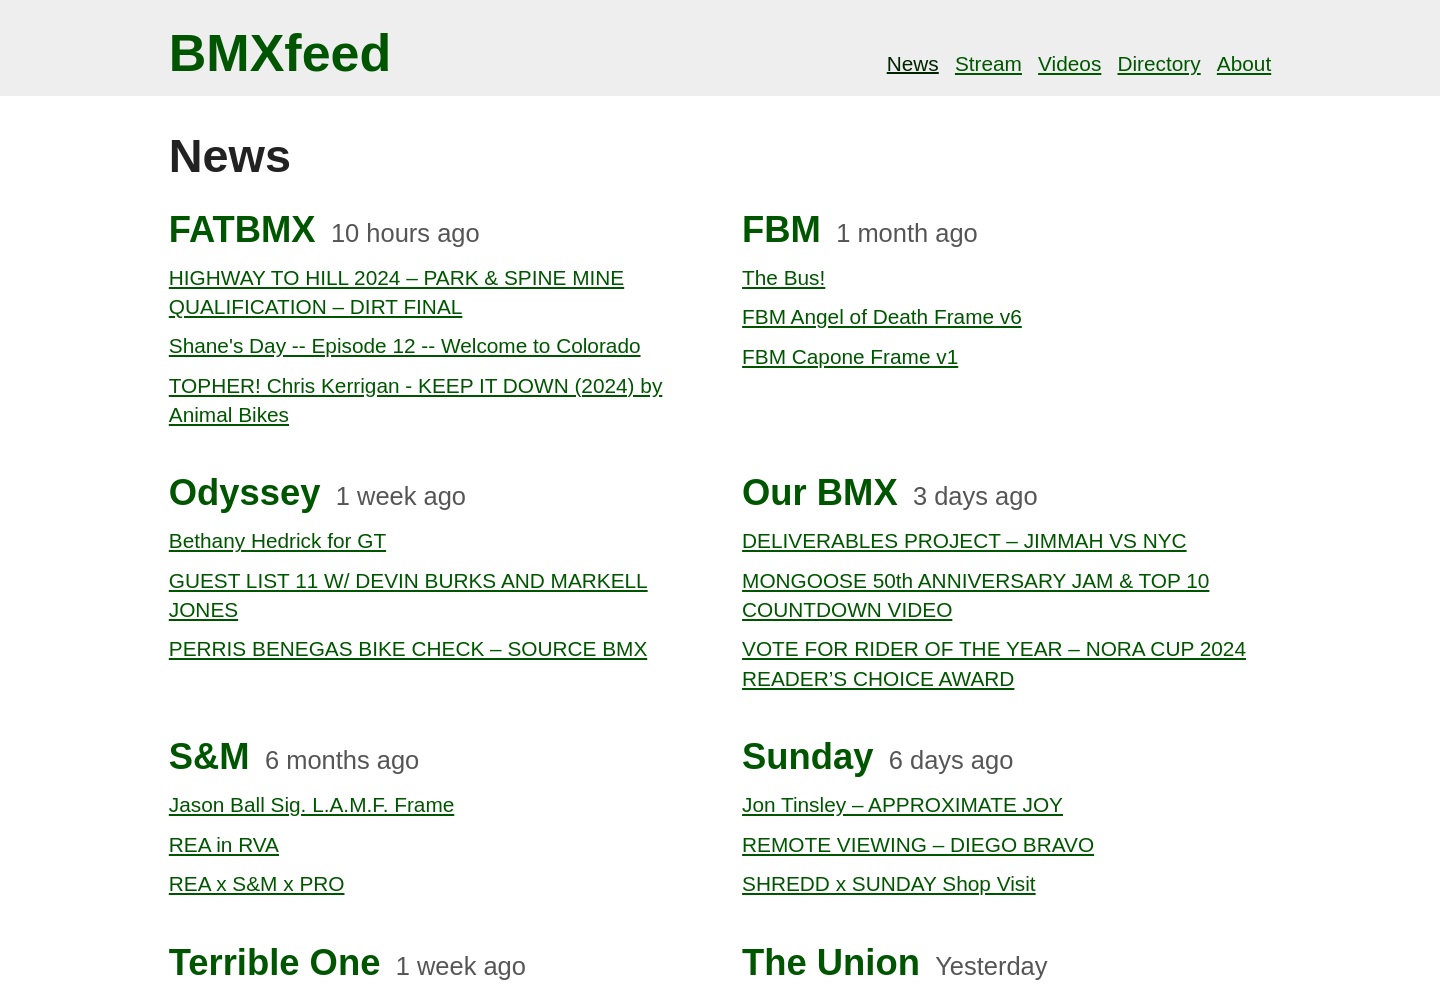 BMXfeed
News Stream Videos Directory About
News
FATBMX 10 hours ago
HIGHWAY TO HILL 2024 – PARK & SPINE MINE
QUALIFICATION – DIRT FINAL
Shane's Day -- Episode 12 -- Welcome to Colorado
TOPHER! Chris Kerrigan - KEEP IT DOWN (2024) by
Animal Bikes
FBM 1 month ago
The Bus!
FBM Angel of Death Frame v6
FBM Capone Frame v1
Odyssey 1 week ago
Bethany Hedrick for GT
GUEST LIST 11 W/ DEVIN BURKS AND MARKELL
JONES
PERRIS BENEGAS BIKE CHECK – SOURCE BMX
Our BMX 3 days ago
DELIVERABLES PROJECT – JIMMAH VS NYC
MONGOOSE 50th ANNIVERSARY JAM & TOP 10
COUNTDOWN VIDEO
VOTE FOR RIDER OF THE YEAR – NORA CUP 2024
READER’S CHOICE AWARD
S&M 6 months ago
Jason Ball Sig. L.A.M.F. Frame
REA in RVA
REA x S&M x PRO
Sunday 6 days ago
Jon Tinsley – APPROXIMATE JOY
REMOTE VIEWING – DIEGO BRAVO
SHREDD x SUNDAY Shop Visit
Terrible One 1 week ago
The Union Yesterday